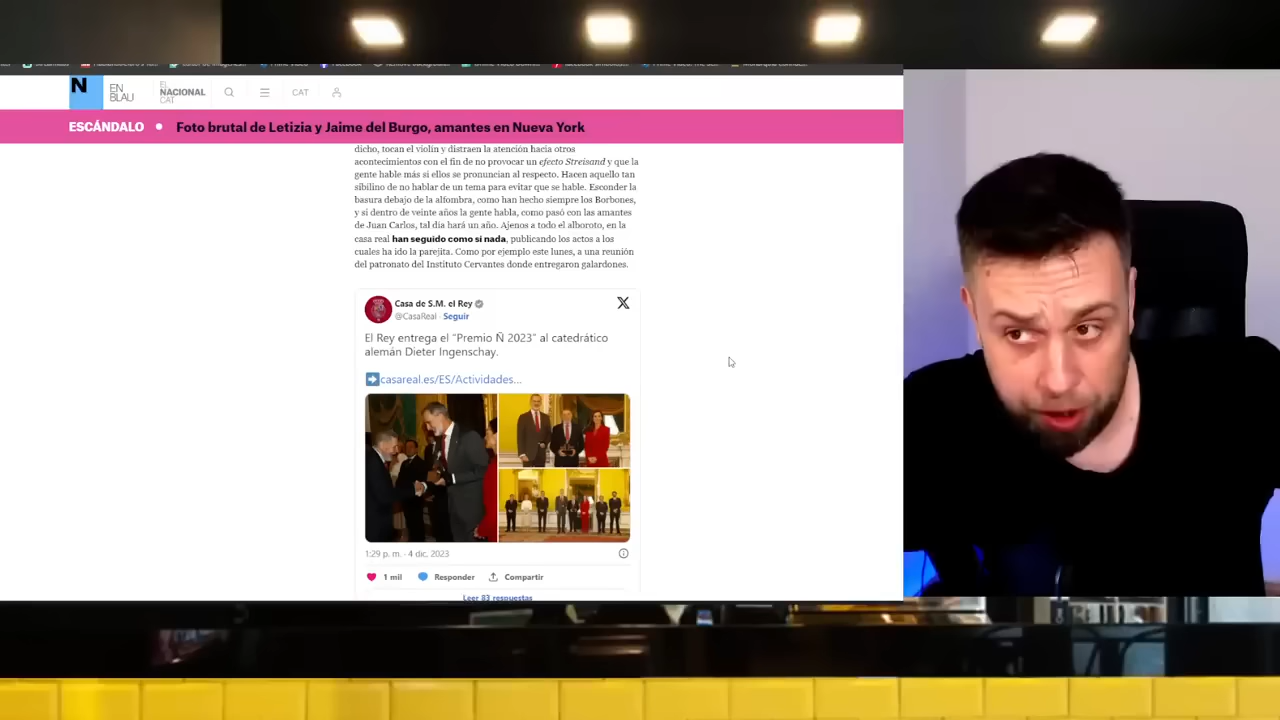 N
EN
BLAU
EL
NACIONAL
CAT
CAT
ESCÁNDALO • Foto brutal de Letizia y Jaime del Burgo, amantes en Nueva York
dicho, tocan el violín y distraen la atención hacia otros
acontecimientos con el fin de no provocar un efecto Streisand y que la
gente hable más si ellos se pronuncian al respecto. Hacen aquello tan
sibilino de no hablar de un tema para evitar que se hable. Esconder la
basura debajo de la alfombra, como han hecho siempre los Borbones,
y si dentro de veinte años la gente habla, como pasó con las amantes
de Juan Carlos, tal día hará un año. Ajenos a todo el alboroto, en la
casa real han seguido como si nada, publicando los actos a los
cuales ha ido la parejita. Como por ejemplo este lunes, a una reunión
del patronato del Instituto Cervantes donde entregaron galardones.
Casa de S.M. el Rey
@CasaReal · Seguir
El Rey entrega el "Premio Ñ 2023" al catedrático
alemán Dieter Ingenschay.
casareal.es/ES/Actividades...
1:29 p. m. · 4 dic. 2023
1 mil Responder Compartir
Leer 83 respuestas